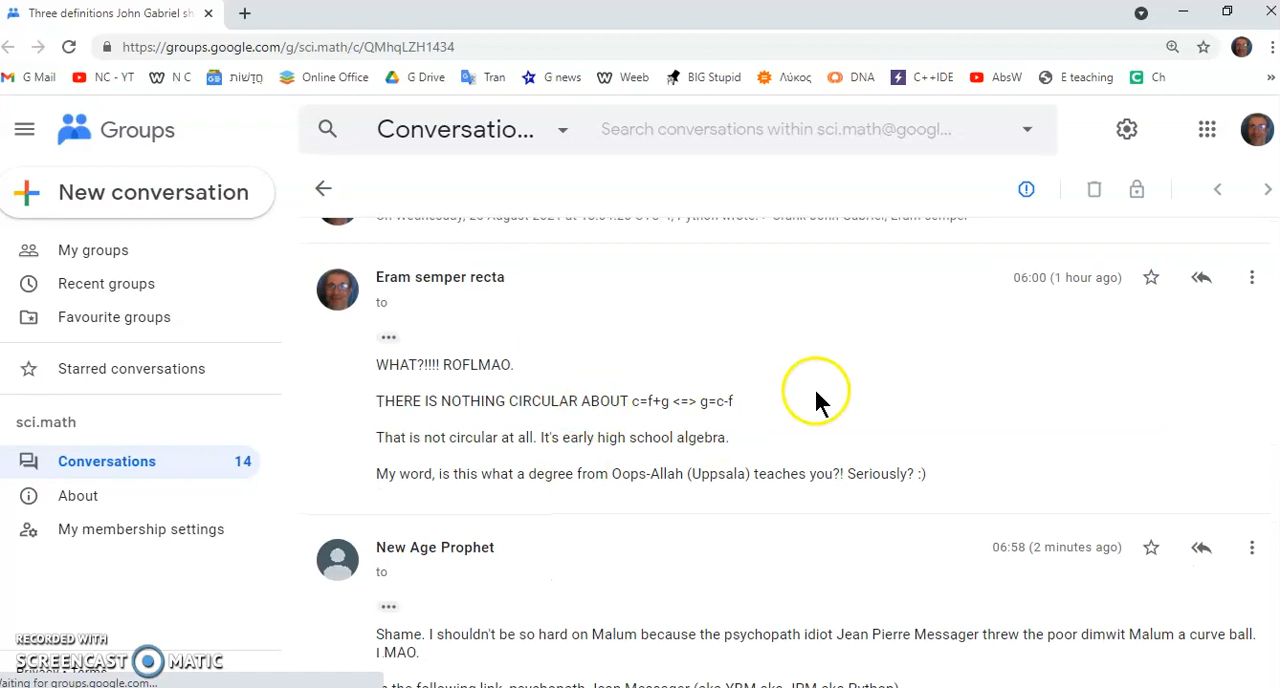 Three definitions John Gabriel sh
https://groups.google.com/g/sci.math/c/QMhqLZH1434
G Mail NC - YT N C חֲדָשׁוֹת Online Office G Drive Tran G news Weeb BIG Stupid Λύκος DNA C++IDE AbsW E teaching Ch »
Groups
Conversatio... Search conversations within sci.math@googl...
New conversation
My groups
Recent groups
Favourite groups
Starred conversations
sci.math
Conversations 14
About
My membership settings
Eram semper recta 06:00 (1 hour ago)
to
WHAT?!!!! ROFLMAO.
THERE IS NOTHING CIRCULAR ABOUT c=f+g <=> g=c-f
That is not circular at all. It's early high school algebra.
My word, is this what a degree from Oops-Allah (Uppsala) teaches you?! Seriously? :)
New Age Prophet 06:58 (2 minutes ago)
to
Shame. I shouldn't be so hard on Malum because the psychopath idiot Jean Pierre Messager threw the poor dimwit Malum a curve ball.
LMAO.
RECORDED WITH
SCREENCAST MATIC
Waiting for groups.google.com...